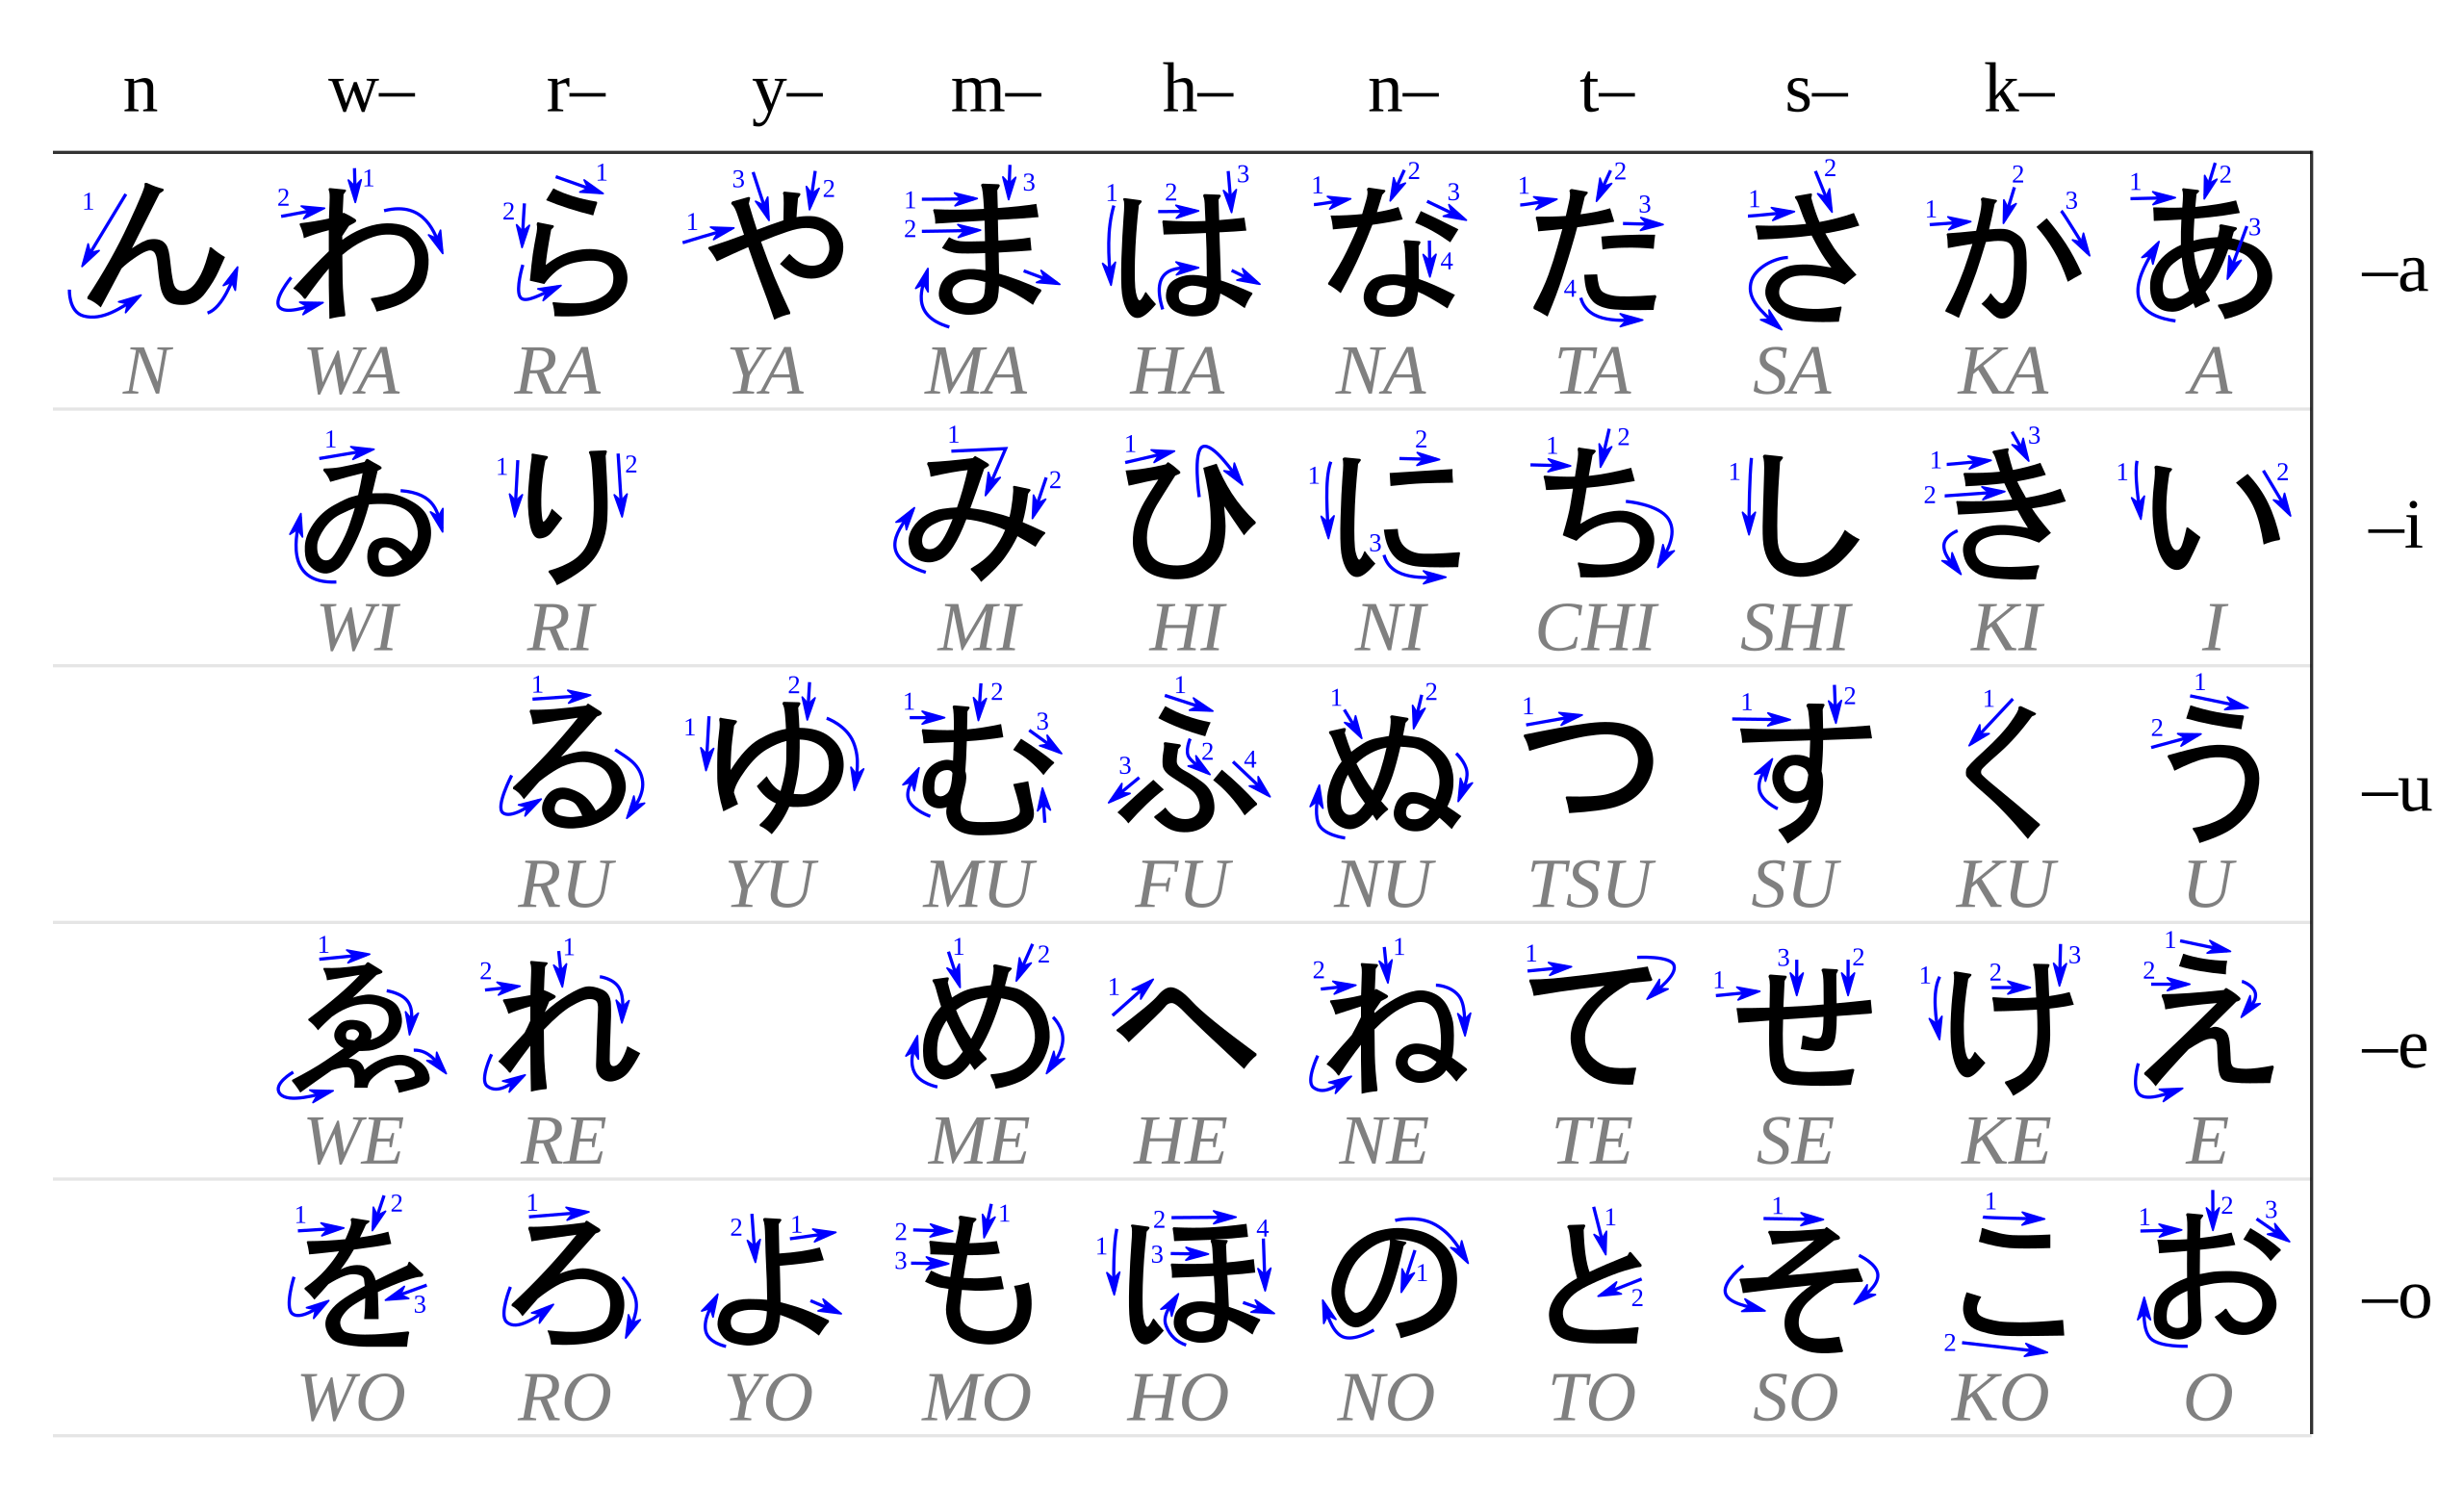 n w– r– y– m– h– n– t– s– k–
ん わ ら や ま は な た さ か あ –a
N WA RA YA MA HA NA TA SA KA A
ゐ り み ひ に ち し き い –i
WI RI MI HI NI CHI SHI KI I
る ゆ む ふ ぬ つ す く う –u
RU YU MU FU NU TSU SU KU U
ゑ れ め へ ね て せ け え –e
WE RE ME HE NE TE SE KE E
を ろ よ も ほ の と そ こ お –o
WO RO YO MO HO NO TO SO KO O